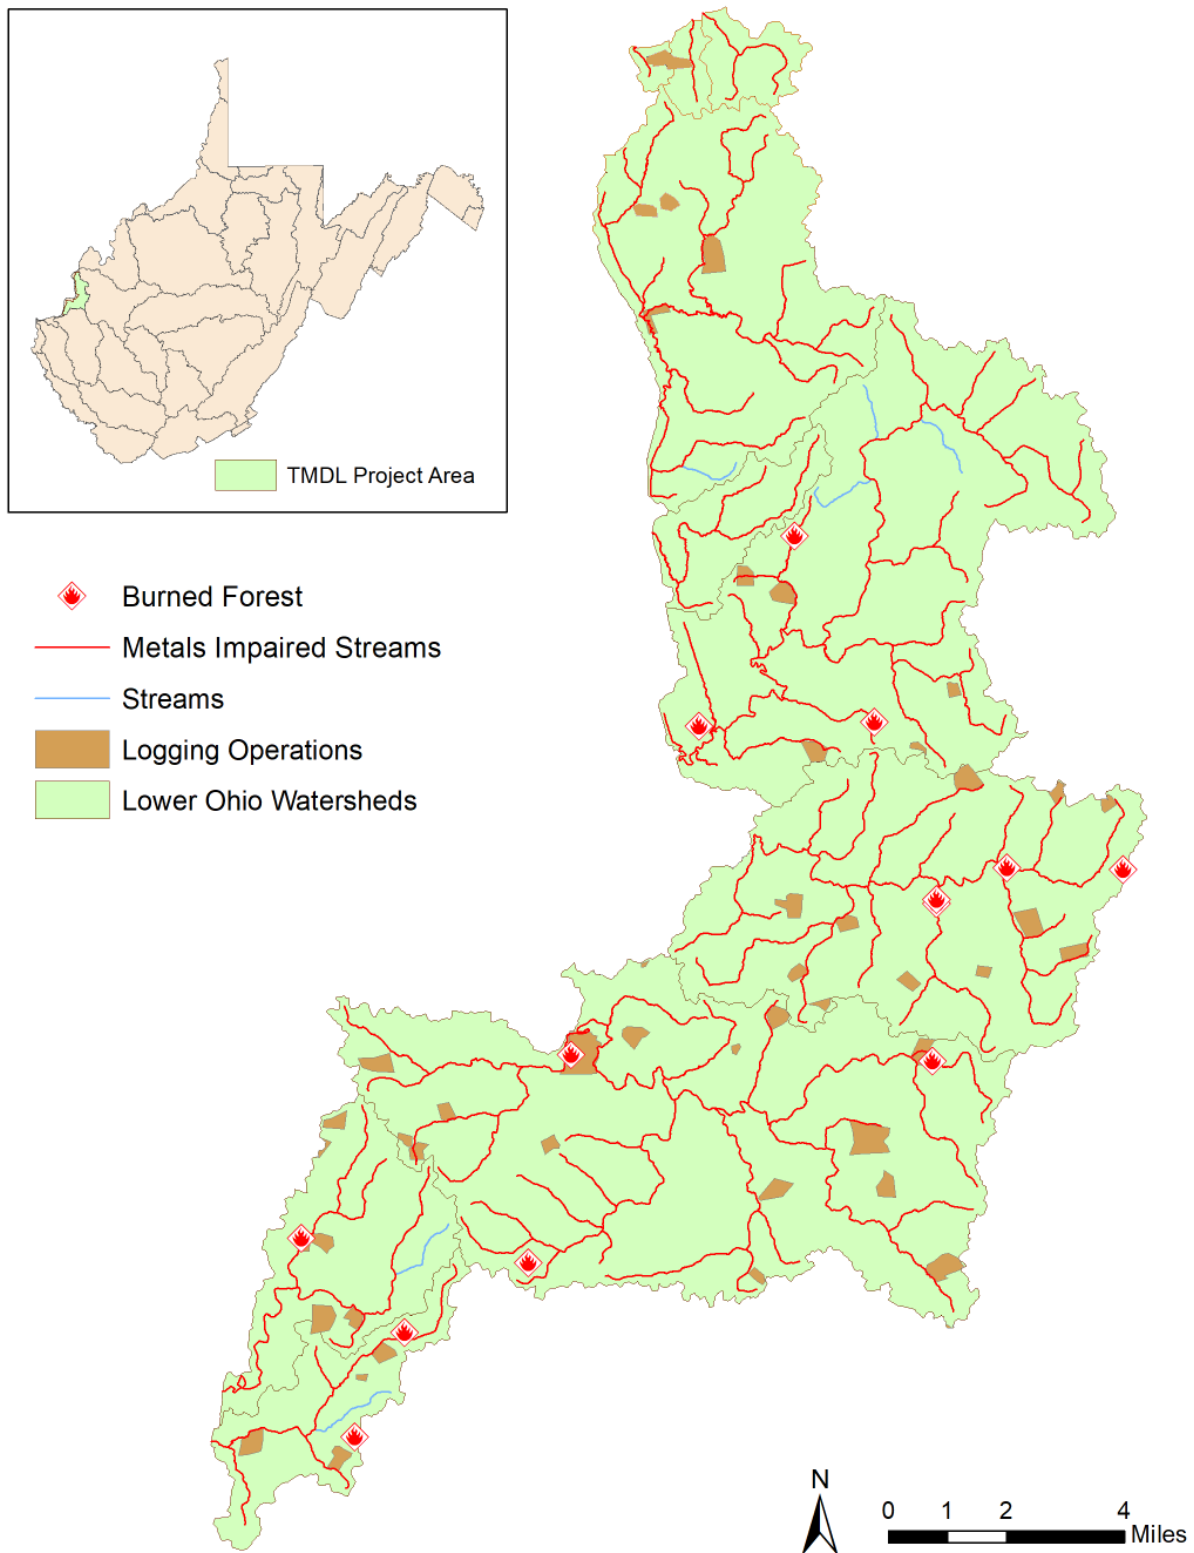 TMDL Project Area
Burned Forest
Metals Impaired Streams
Streams
Logging Operations
Lower Ohio Watersheds
N
0 1 2 4
Miles